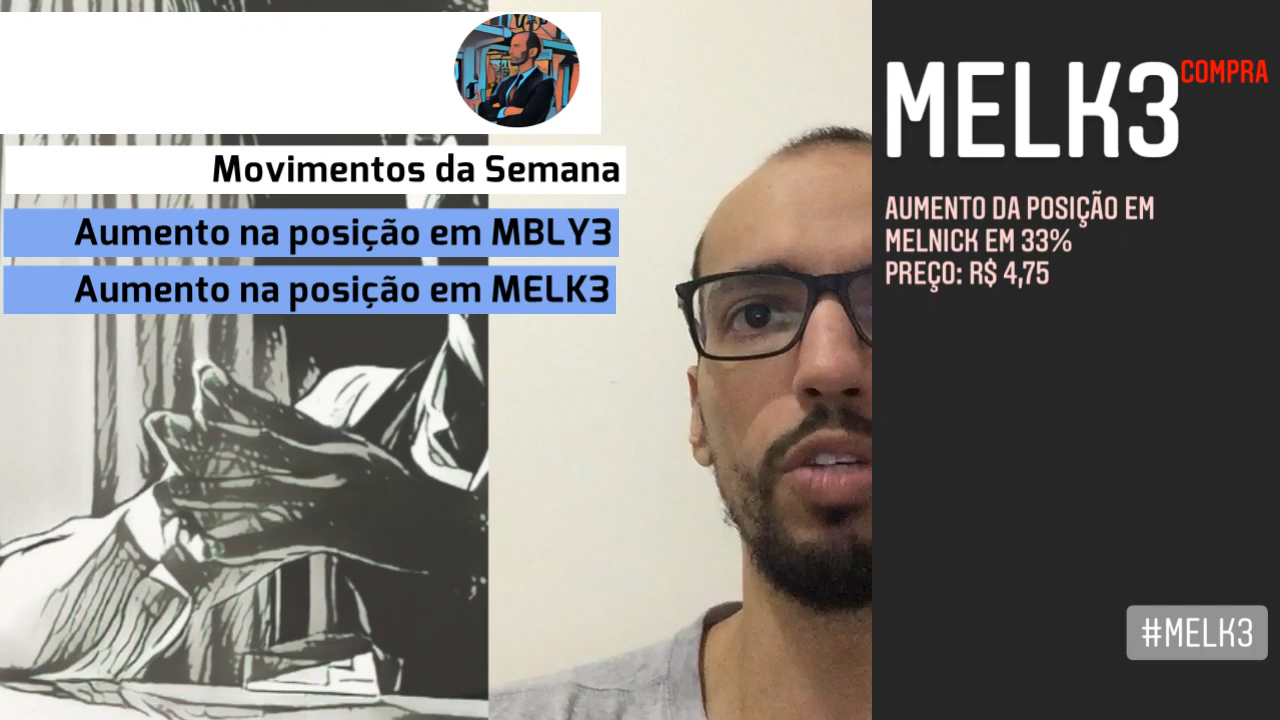 Movimentos da Semana
Aumento na posição em MBLY3
Aumento na posição em MELK3
MELK3 COMPRA
AUMENTO DA POSIÇÃO EM
MELNICK EM 33%
PREÇO: R$ 4,75
#MELK3